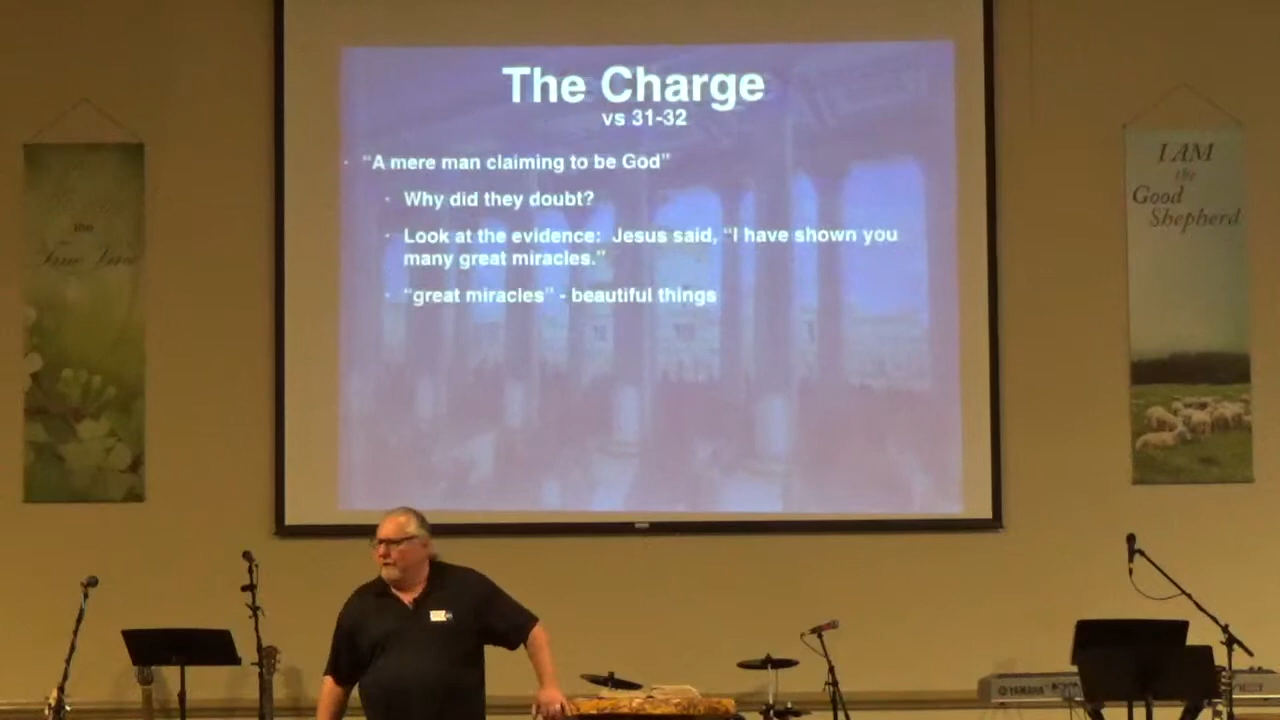 The Charge
vs 31-32
"A mere man claiming to be God"
Why did they doubt?
Look at the evidence: Jesus said, "I have shown you
many great miracles."
"great miracles" - beautiful things
the
I AM
the
Good
Shepherd
YAMAHA